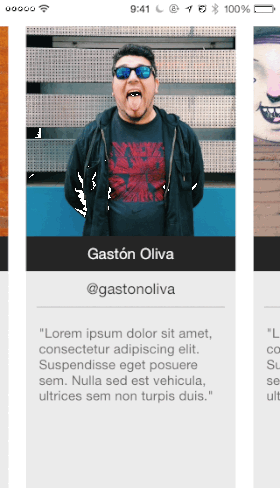 9:41
100%
Gastón Oliva
@gastonoliva
"Lorem ipsum dolor sit amet,
consectetur adipiscing elit.
Suspendisse eget posuere
sem. Nulla sed est vehicula,
ultrices sem non turpis duis."
"L
co
Su
se
ult